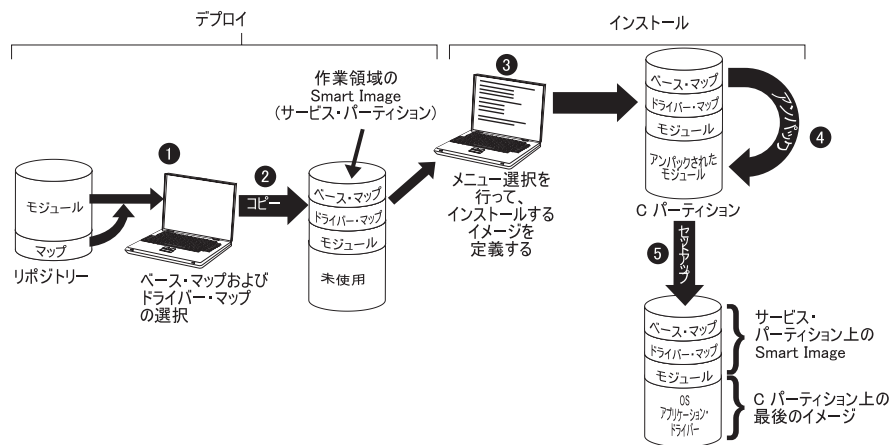 デプロイ
インストール
作業領域の
Smart Image
(サービス・パーティション)
モジュール
マップ
リポジトリー
1
ベース・マップおよび
ドライバー・マップ
の選択
2
コピー
ベース・マップ
ドライバー・マップ
モジュール
未使用
3
メニュー選択を
行って、
インストールする
イメージを
定義する
ベース・マップ
ドライバー・マップ
モジュール
アンパックされた
モジュール
C パーティション
アンパック
4
5
セットアップ
ベース・マップ
ドライバー・マップ
モジュール
OS
アプリケーション・
ドライバー
サービス・
パーティション上の
Smart Image
C パーティション上の
最後のイメージ